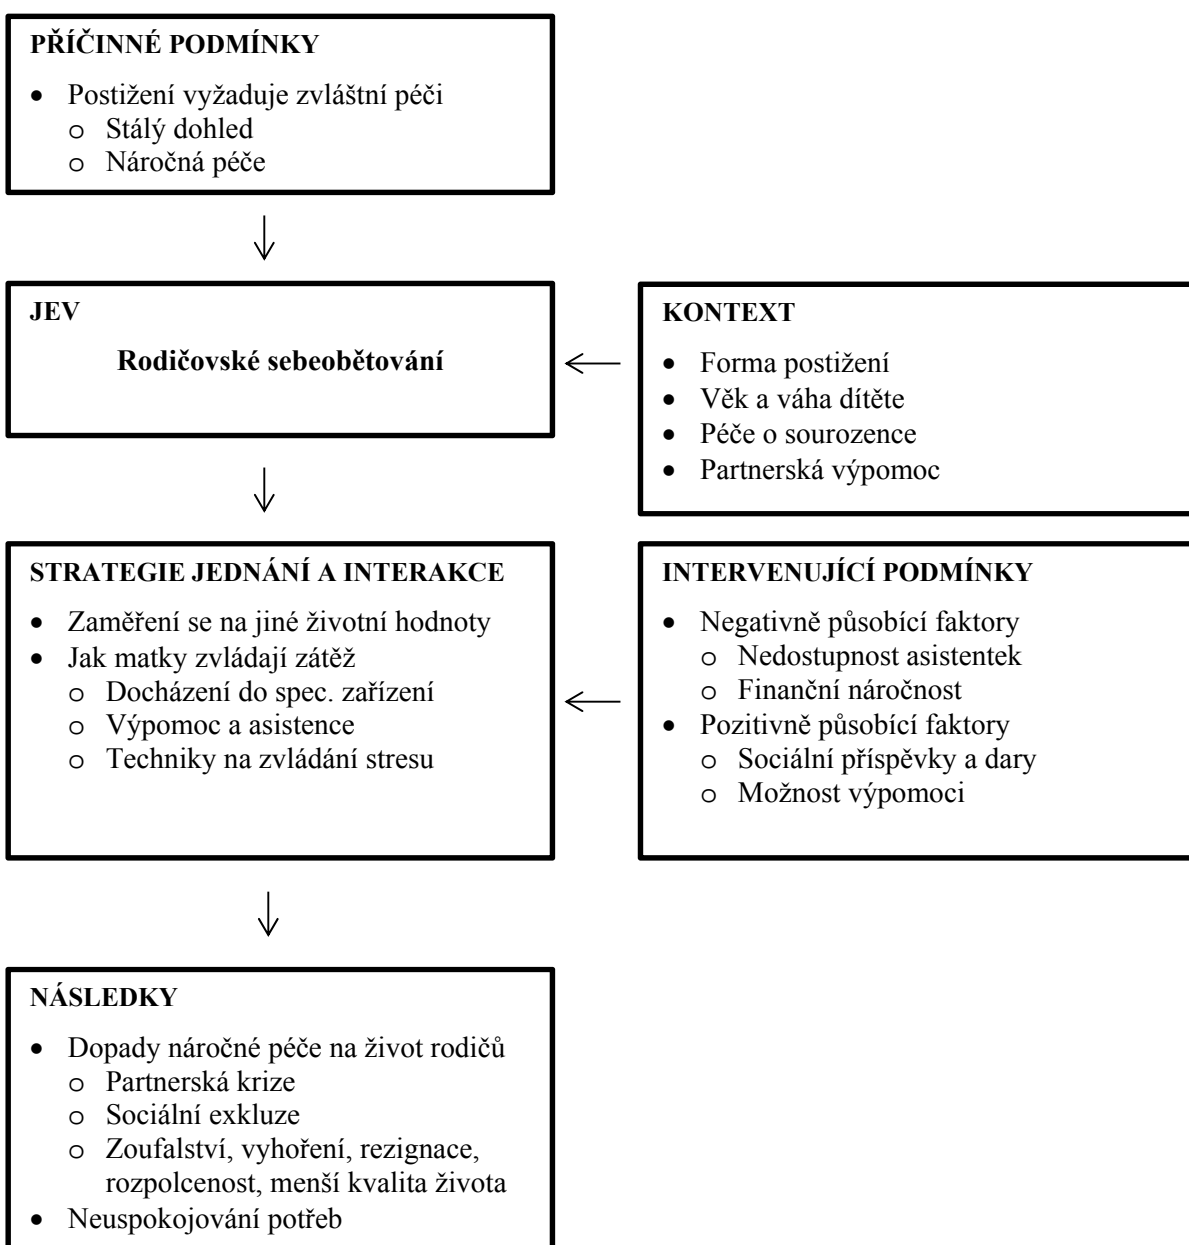 PŘÍČINNÉ PODMÍNKY
• Postižení vyžaduje zvláštní péči
o Stálý dohled
o Náročná péče
JEV
Rodičovské sebeobětování
KONTEXT
• Forma postižení
• Věk a váha dítěte
• Péče o sourozence
• Partnerská výpomoc
STRATEGIE JEDNÁNÍ A INTERAKCE
• Zaměření se na jiné životní hodnoty
• Jak matky zvládají zátěž
o Docházení do spec. zařízení
o Výpomoc a asistence
o Techniky na zvládání stresu
INTERVENUJÍCÍ PODMÍNKY
• Negativně působící faktory
o Nedostupnost asistentek
o Finanční náročnost
• Pozitivně působící faktory
o Sociální příspěvky a dary
o Možnost výpomoci
NÁSLEDKY
• Dopady náročné péče na život rodičů
o Partnerská krize
o Sociální exkluze
o Zoufalství, vyhoření, rezignace,
rozpolcenost, menší kvalita života
• Neuspokojování potřeb